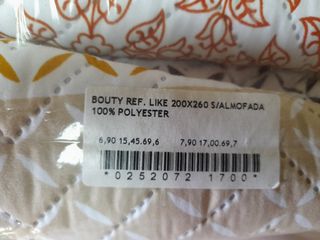 BOUTY REF. LIKE 200X260 S/ALMOFADA
100% POLYESTER
6,90 15,45.69,6 7,90 17,00.69,7
*0252072 1700*